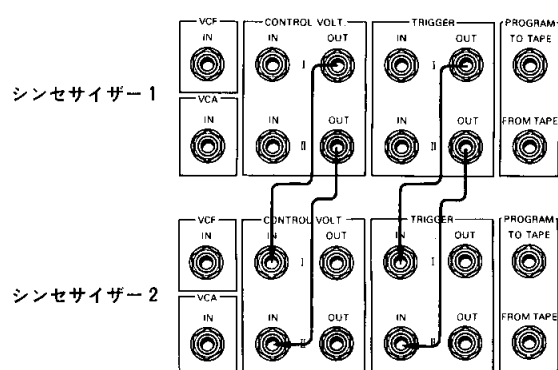 VCF CONTROL VOLT. TRIGGER PROGRAM
IN IN OUT IN OUT TO TAPE
I I
シンセサイザー 1
VCA
IN IN OUT IN OUT FROM TAPE
II II
VCF CONTROL VOLT TRIGGER PROGRAM
IN IN OUT IN OUT TO TAPE
I I
シンセサイザー 2
VCA
IN IN OUT IN OUT FROM TAPE
II II